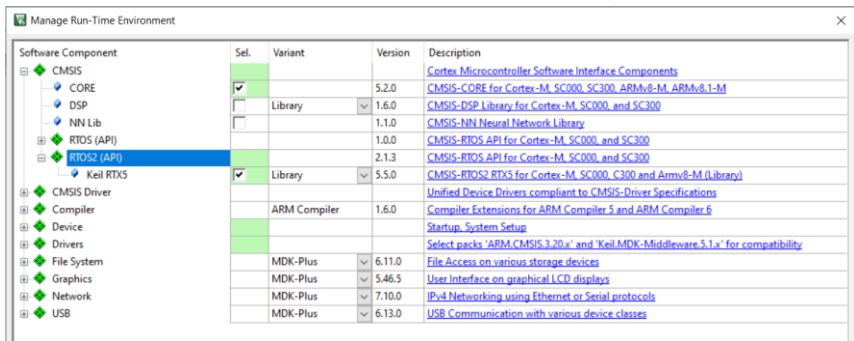 Manage Run-Time Environment
Software Component Sel. Variant Version Description
CMSIS Cortex Microcontroller Software Interface Components
CORE 5.2.0 CMSIS-CORE for Cortex-M, SC000, SC300, ARMv8-M, ARMv8.1-M
DSP Library 1.6.0 CMSIS-DSP Library for Cortex-M, SC000, and SC300
NN Lib 1.1.0 CMSIS-NN Neural Network Library
RTOS (API) 1.0.0 CMSIS-RTOS API for Cortex-M, SC000, and SC300
RTOS2 (API) 2.1.3 CMSIS-RTOS API for Cortex-M, SC000, and SC300
Keil RTX5 Library 5.5.0 CMSIS-RTOS2 RTX5 for Cortex-M, SC000, C300 and Armv8-M (Library)
CMSIS Driver Unified Device Drivers compliant to CMSIS-Driver Specifications
Compiler ARM Compiler 1.6.0 Compiler Extensions for ARM Compiler 5 and ARM Compiler 6
Device Startup, System Setup
Drivers Select packs 'ARM.CMSIS.3.20.x' and 'Keil.MDK-Middleware.5.1.x' for compatibility
File System MDK-Plus 6.11.0 File Access on various storage devices
Graphics MDK-Plus 5.46.5 User Interface on graphical LCD displays
Network MDK-Plus 7.10.0 IPv4 Networking using Ethernet or Serial protocols
USB MDK-Plus 6.13.0 USB Communication with various device classes